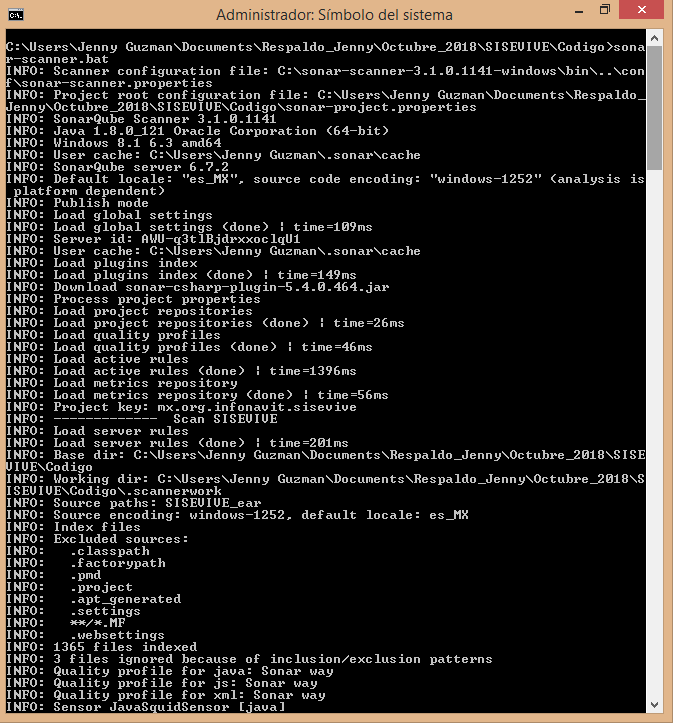 Administrador: Símbolo del sistema
C:\Users\Jenny Guzman\Documents\Respaldo_Jenny\Octubre_2018\SISEVIVE\Codigo>sona
r-scanner.bat
INFO: Scanner configuration file: C:\sonar-scanner-3.1.0.1141-windows\bin\..\con
f\sonar-scanner.properties
INFO: Project root configuration file: C:\Users\Jenny Guzman\Documents\Respaldo_
Jenny\Octubre_2018\SISEVIVE\Codigo\sonar-project.properties
INFO: SonarQube Scanner 3.1.0.1141
INFO: Java 1.8.0_121 Oracle Corporation (64-bit)
INFO: Windows 8.1 6.3 amd64
INFO: User cache: C:\Users\Jenny Guzman\.sonar\cache
INFO: SonarQube server 6.7.2
INFO: Default locale: "es_MX", source code encoding: "windows-1252" (analysis is
 platform dependent)
INFO: Publish mode
INFO: Load global settings
INFO: Load global settings (done) ¦ time=109ms
INFO: Server id: AWU-q3tlBjdrxxoclqU1
INFO: User cache: C:\Users\Jenny Guzman\.sonar\cache
INFO: Load plugins index
INFO: Load plugins index (done) ¦ time=149ms
INFO: Download sonar-csharp-plugin-5.4.0.464.jar
INFO: Process project properties
INFO: Load project repositories
INFO: Load project repositories (done) ¦ time=26ms
INFO: Load quality profiles
INFO: Load quality profiles (done) ¦ time=46ms
INFO: Load active rules
INFO: Load active rules (done) ¦ time=1396ms
INFO: Load metrics repository
INFO: Load metrics repository (done) ¦ time=56ms
INFO: Project key: mx.org.infonavit.sisevive
INFO: -------------  Scan SISEVIVE
INFO: Load server rules
INFO: Load server rules (done) ¦ time=201ms
INFO: Base dir: C:\Users\Jenny Guzman\Documents\Respaldo_Jenny\Octubre_2018\SISE
VIVE\Codigo
INFO: Working dir: C:\Users\Jenny Guzman\Documents\Respaldo_Jenny\Octubre_2018\S
ISEVIVE\Codigo\.scannerwork
INFO: Source paths: SISEVIVE_ear
INFO: Source encoding: windows-1252, default locale: es_MX
INFO: Index files
INFO: Excluded sources:
INFO:   .classpath
INFO:   .factorypath
INFO:   .pmd
INFO:   .project
INFO:   .apt_generated
INFO:   .settings
INFO:   **/*.MF
INFO:   .websettings
INFO: 1365 files indexed
INFO: 3 files ignored because of inclusion/exclusion patterns
INFO: Quality profile for java: Sonar way
INFO: Quality profile for js: Sonar way
INFO: Quality profile for xml: Sonar way
INFO: Sensor JavaSquidSensor [java]